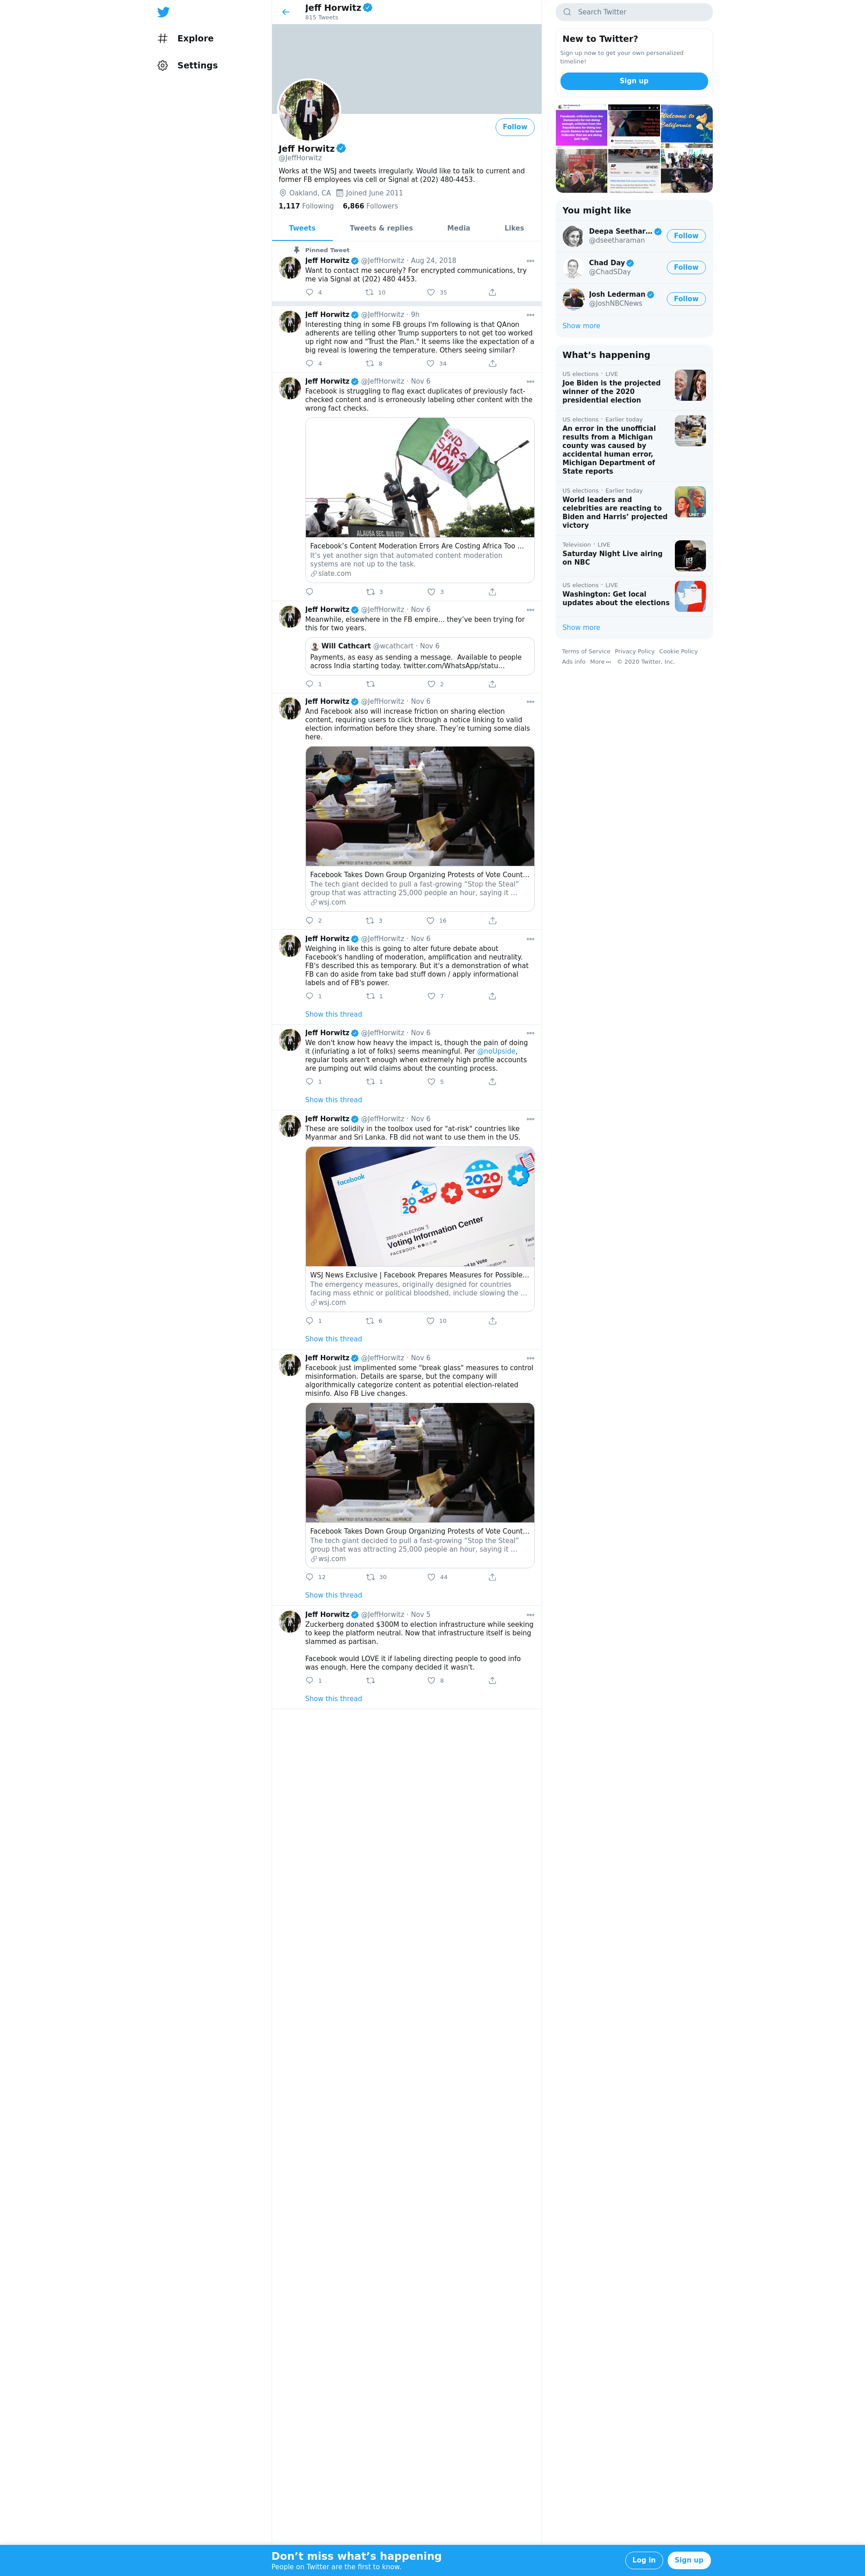 Explore
Settings
Jeff Horwitz
815 Tweets
Follow
Jeff Horwitz
@JeffHorwitz
Works at the WSJ and tweets irregularly. Would like to talk to current and
former FB employees via cell or Signal at (202) 480-4453.
Oakland, CA Joined June 2011
1,117 Following 6,866 Followers
Tweets Tweets & replies Media Likes
Pinned Tweet
Jeff Horwitz @JeffHorwitz · Aug 24, 2018
Want to contact me securely? For encrypted communications, try
me via Signal at (202) 480 4453.
4 10 35
Jeff Horwitz @JeffHorwitz · 9h
Interesting thing in some FB groups I'm following is that QAnon
adherents are telling other Trump supporters to not get too worked
up right now and "Trust the Plan." It seems like the expectation of a
big reveal is lowering the temperature. Others seeing similar?
4 8 34
Jeff Horwitz @JeffHorwitz · Nov 6
Facebook is struggling to flag exact duplicates of previously fact-
checked content and is erroneously labeling other content with the
wrong fact checks.
END
SARS
NOW
ALAUSA SEC. BUS STOP
Facebook's Content Moderation Errors Are Costing Africa Too ...
It's yet another sign that automated content moderation
systems are not up to the task.
slate.com
3 3
Jeff Horwitz @JeffHorwitz · Nov 6
Meanwhile, elsewhere in the FB empire... they've been trying for
this for two years.
Will Cathcart @wcathcart · Nov 6
Payments, as easy as sending a message. Available to people
across India starting today. twitter.com/WhatsApp/statu...
1 2
Jeff Horwitz @JeffHorwitz · Nov 6
And Facebook also will increase friction on sharing election
content, requiring users to click through a notice linking to valid
election information before they share. They're turning some dials
here.
UNITED STATES POSTAL SERVICE
Facebook Takes Down Group Organizing Protests of Vote Count...
The tech giant decided to pull a fast-growing "Stop the Steal"
group that was attracting 25,000 people an hour, saying it ...
wsj.com
2 3 16
Jeff Horwitz @JeffHorwitz · Nov 6
Weighing in like this is going to alter future debate about
Facebook's handling of moderation, amplification and neutrality.
FB's described this as temporary. But it's a demonstration of what
FB can do aside from take bad stuff down / apply informational
labels and of FB's power.
1 1 7
Show this thread
Jeff Horwitz @JeffHorwitz · Nov 6
We don't know how heavy the impact is, though the pain of doing
it (infuriating a lot of folks) seems meaningful. Per @noUpside,
regular tools aren't enough when extremely high profile accounts
are pumping out wild claims about the counting process.
1 1 5
Show this thread
Jeff Horwitz @JeffHorwitz · Nov 6
These are solidily in the toolbox used for "at-risk" countries like
Myanmar and Sri Lanka. FB did not want to use them in the US.
facebook
2020
2020
2020 US ELECTION
Voting Information Center
FACEBOOK
WSJ News Exclusive | Facebook Prepares Measures for Possible...
The emergency measures, originally designed for countries
facing mass ethnic or political bloodshed, include slowing the ...
wsj.com
1 6 10
Show this thread
Jeff Horwitz @JeffHorwitz · Nov 6
Facebook just implimented some "break glass" measures to control
misinformation. Details are sparse, but the company will
algorithmically categorize content as potential election-related
misinfo. Also FB Live changes.
UNITED STATES POSTAL SERVICE
Facebook Takes Down Group Organizing Protests of Vote Count...
The tech giant decided to pull a fast-growing "Stop the Steal"
group that was attracting 25,000 people an hour, saying it ...
wsj.com
12 30 44
Show this thread
Jeff Horwitz @JeffHorwitz · Nov 5
Zuckerberg donated $300M to election infrastructure while seeking
to keep the platform neutral. Now that infrastructure itself is being
slammed as partisan.
Facebook would LOVE it if labeling directing people to good info
was enough. Here the company decided it wasn't.
1 8
Show this thread
Search Twitter
New to Twitter?
Sign up now to get your own personalized
timeline!
Sign up
Welcome to
California
You might like
Deepa Seethar...
@dseetharaman
Follow
Chad Day
@ChadSDay
Follow
Josh Lederman
@JoshNBCNews
Follow
Show more
What's happening
US elections · LIVE
Joe Biden is the projected
winner of the 2020
presidential election
US elections · Earlier today
An error in the unofficial
results from a Michigan
county was caused by
accidental human error,
Michigan Department of
State reports
US elections · Earlier today
World leaders and
celebrities are reacting to
Biden and Harris' projected
victory
Television · LIVE
Saturday Night Live airing
on NBC
US elections · LIVE
Washington: Get local
updates about the elections
Show more
Terms of Service Privacy Policy Cookie Policy
Ads info More © 2020 Twitter, Inc.
Don't miss what's happening
People on Twitter are the first to know.
Log in Sign up